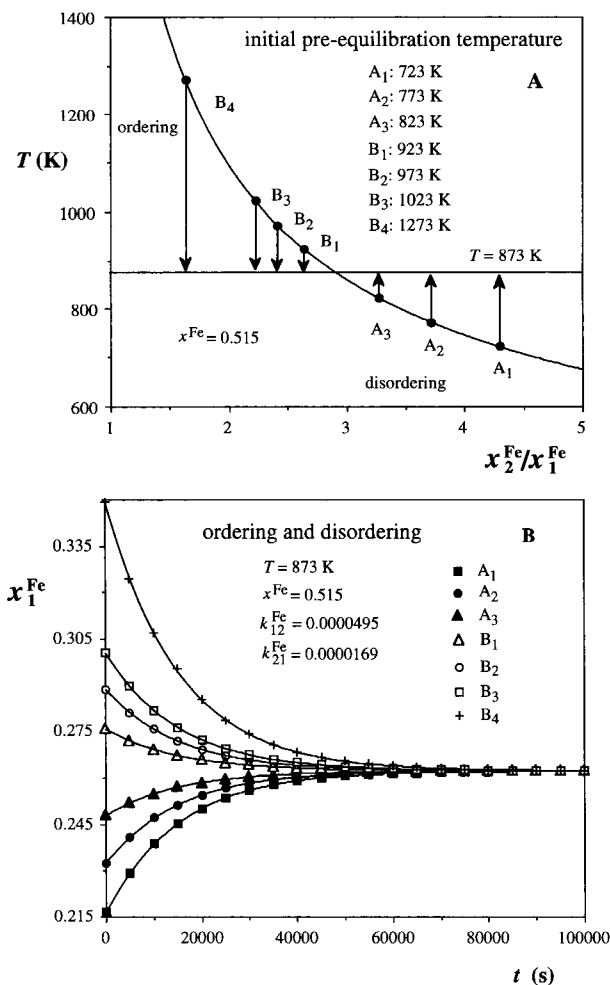 1400
1200
1000
800
600
T (K)
initial pre-equilibration temperature
A
A₁: 723 K
A₂: 773 K
A₃: 823 K
B₁: 923 K
B₂: 973 K
B₃: 1023 K
B₄: 1273 K
ordering
B₄
B₃
B₂
B₁
T = 873 K
A₃
A₂
A₁
xᶠᵉ = 0.515
disordering
1 2 3 4 5
x₂ᶠᵉ/x₁ᶠᵉ
x₁ᶠᵉ
0.335
0.305
0.275
0.245
0.215
ordering and disordering
B
T = 873 K
xᶠᵉ = 0.515
k₁₂ᶠᵉ = 0.0000495
k₂₁ᶠᵉ = 0.0000169
A₁
A₂
A₃
B₁
B₂
B₃
B₄
0 20000 40000 60000 80000 100000
t (s)